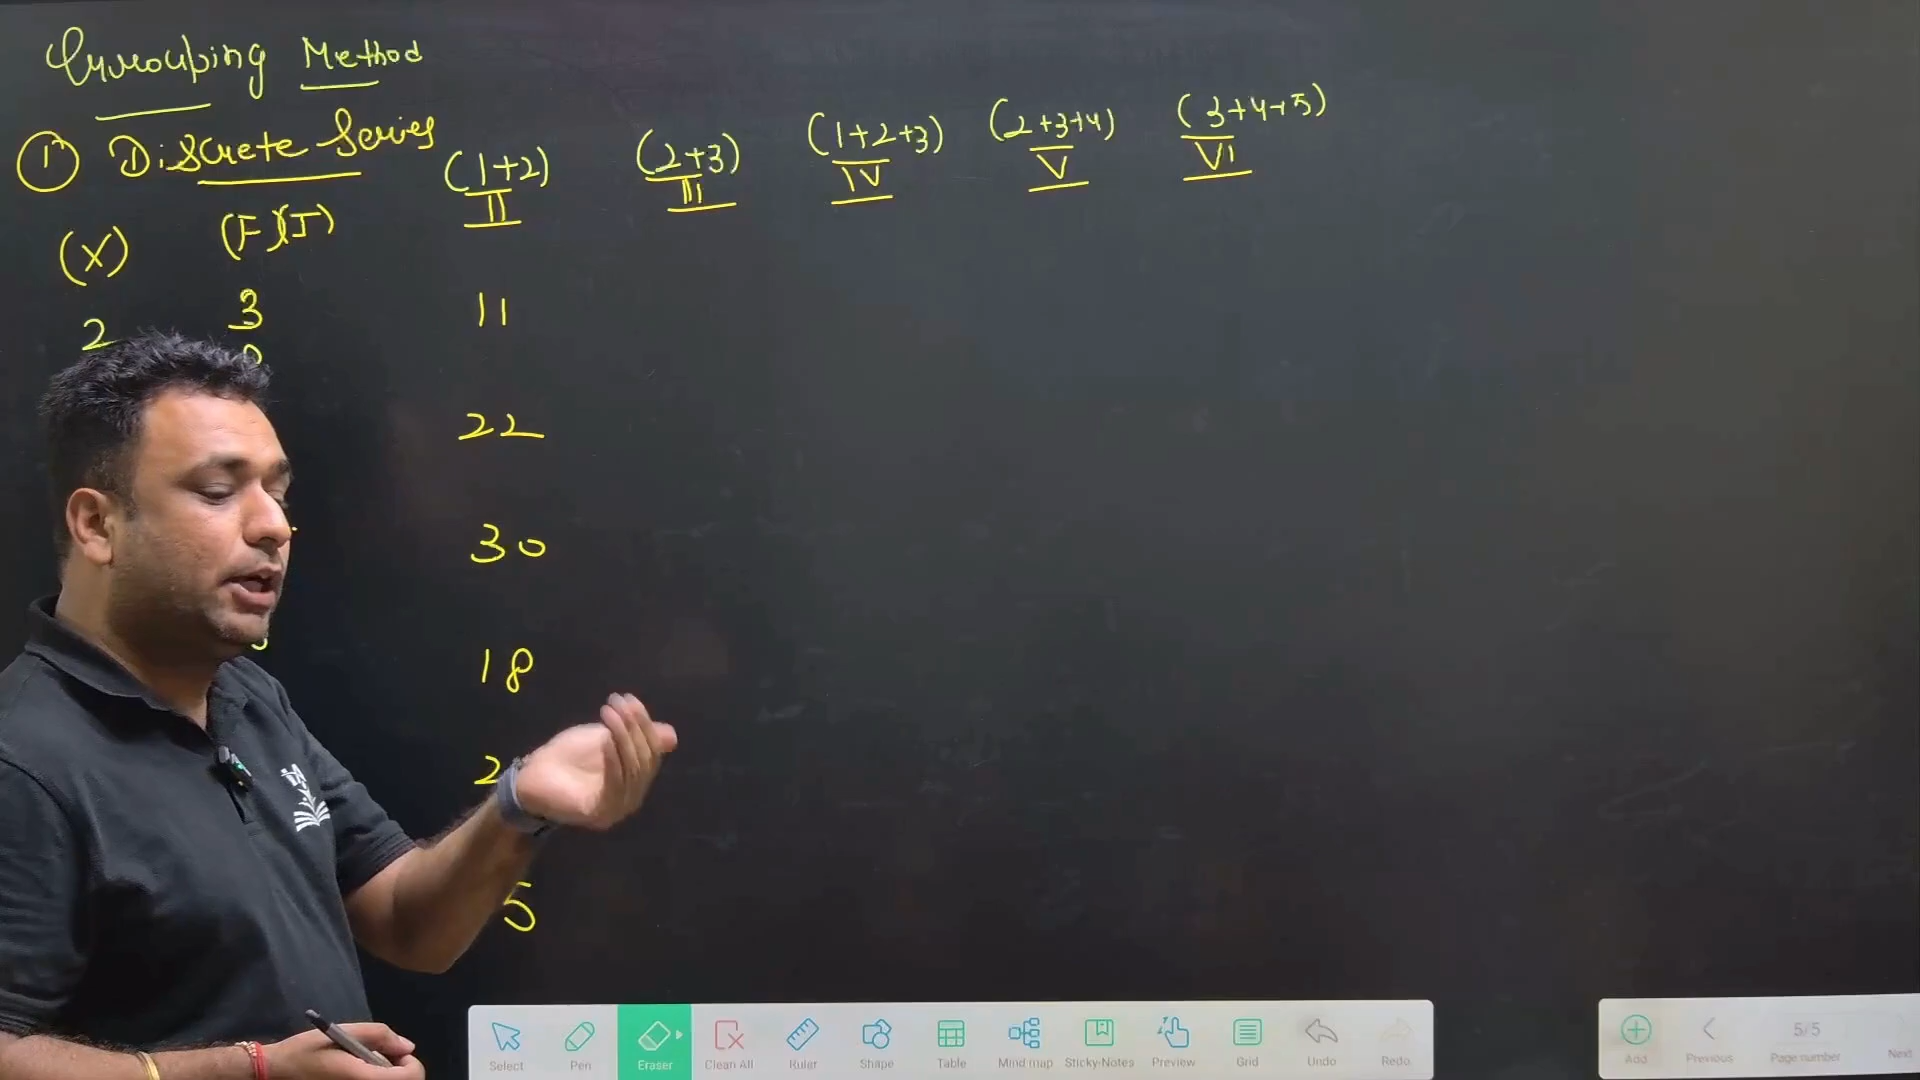 Grouping Method
① Discrete Series
(1+2) (2+3) (1+2+3) (2+3+4) (3+4+5)
II III IV V VI
(X) (F)(I)
2 3 11
22
30
18
2
5
Select Pen Eraser Clean All Ruler Shape Table Mind map Sticky-Notes Preview Grid Undo Redo
Add Previous 5/5 Page number Next